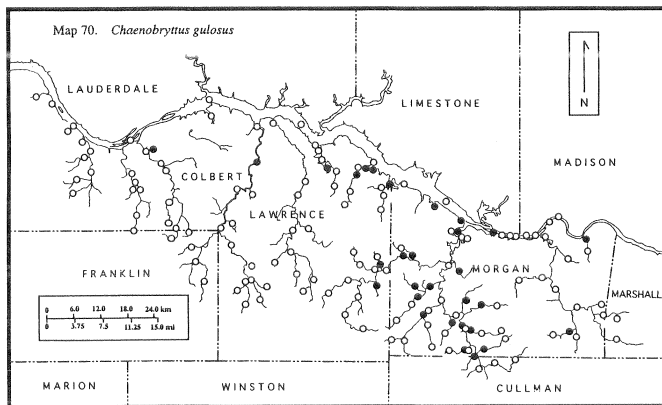 Map 70. Chaenobryttus gulosus
N
LAUDERDALE
LIMESTONE
MADISON
COLBERT
LAWRENCE
FRANKLIN
MORGAN
MARSHALL
0 6.0 12.0 18.0 24.0 km
0 3.75 7.5 11.25 15.0 mi
MARION
WINSTON
CULLMAN